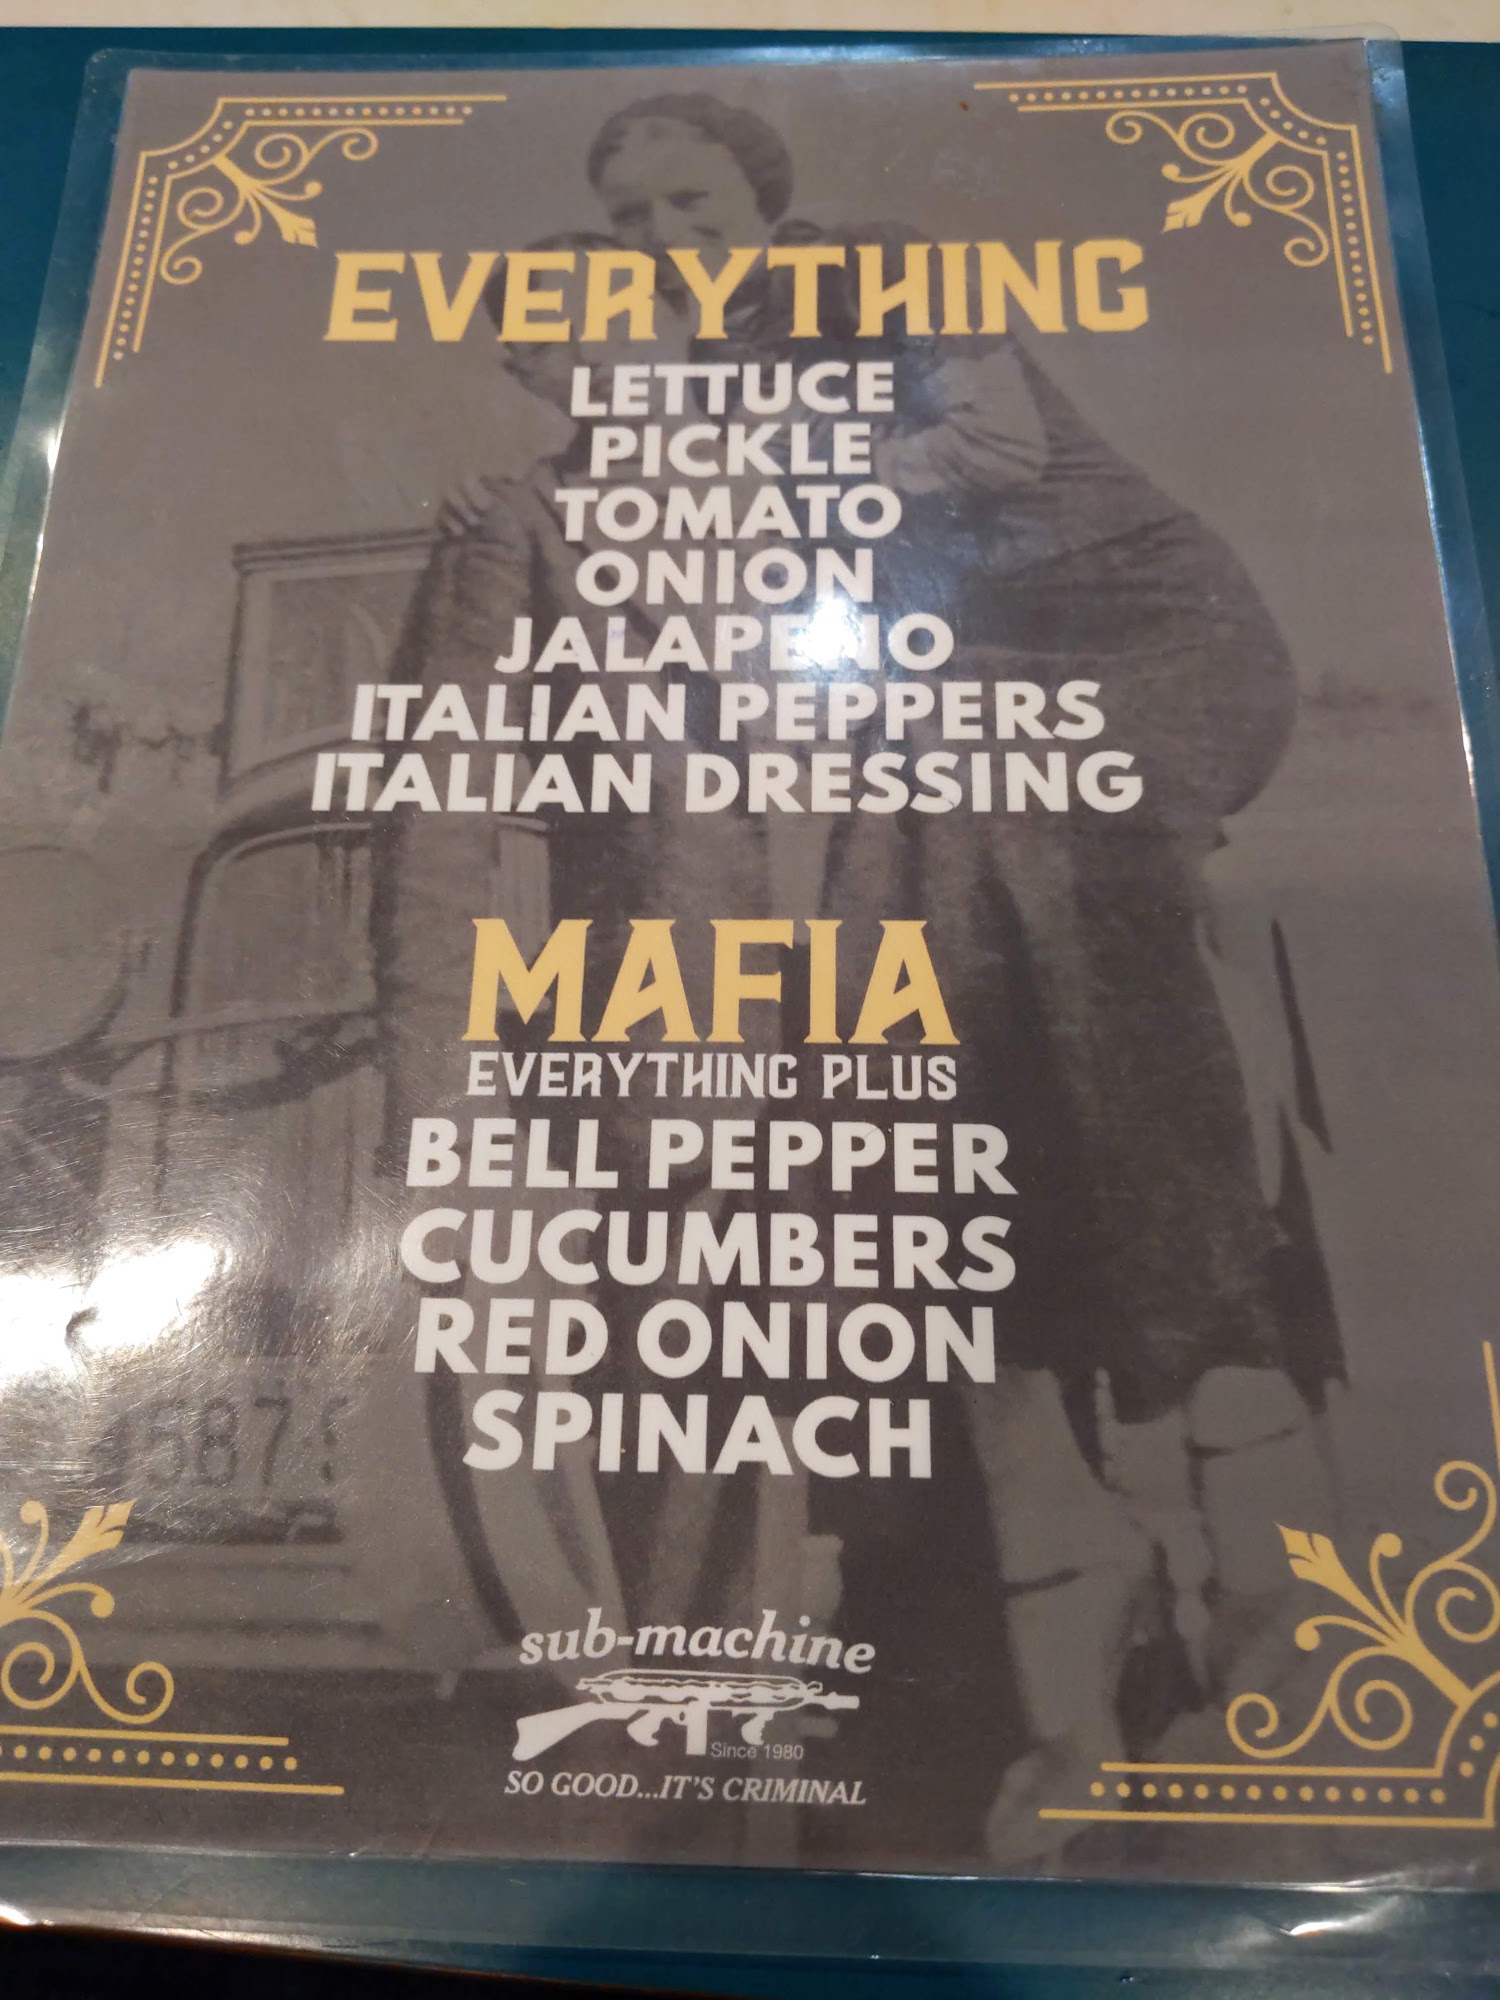 EVERYTHING
LETTUCE
PICKLE
TOMATO
ONION
JALAPENO
ITALIAN PEPPERS
ITALIAN DRESSING
MAFIA
EVERYTHING PLUS
BELL PEPPER
CUCUMBERS
RED ONION
SPINACH
sub-machine
Since 1980
SO GOOD...IT'S CRIMINAL